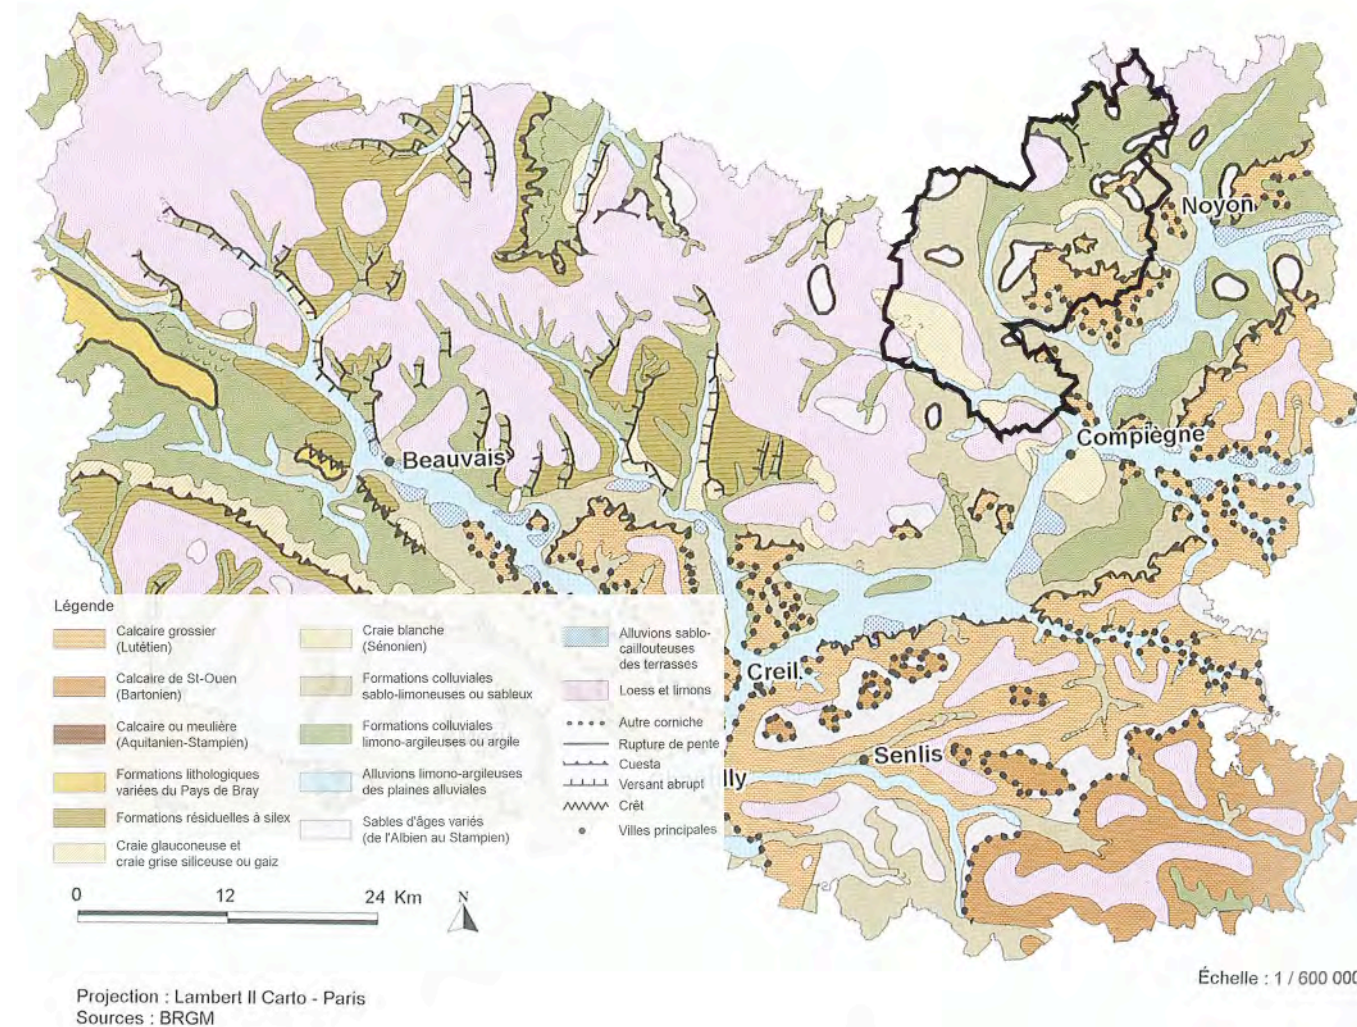 Noyon
Compiègne
Beauvais
Creil
Senlis
lly
Légende
Calcaire grossier
(Lutétien)
Calcaire de St-Ouen
(Bartonien)
Calcaire ou meulière
(Aquitanien-Stampien)
Formations lithologiques
variées du Pays de Bray
Formations résiduelles à silex
Craie glauconeuse et
craie grise siliceuse ou gaiz
Craie blanche
(Sénonien)
Formations colluviales
sablo-limoneuses ou sableux
Formations colluviales
limono-argileuses ou argile
Alluvions limono-argileuses
des plaines alluviales
Sables d'âges variés
(de l'Albien au Stampien)
Alluvions sablo-
caillouteuses
des terrasses
Loess et limons
Autre corniche
Rupture de pente
Cuesta
Versant abrupt
Crêt
Villes principales
0 12 24 Km
N
Échelle : 1 / 600 000
Projection : Lambert II Carto - Paris
Sources : BRGM